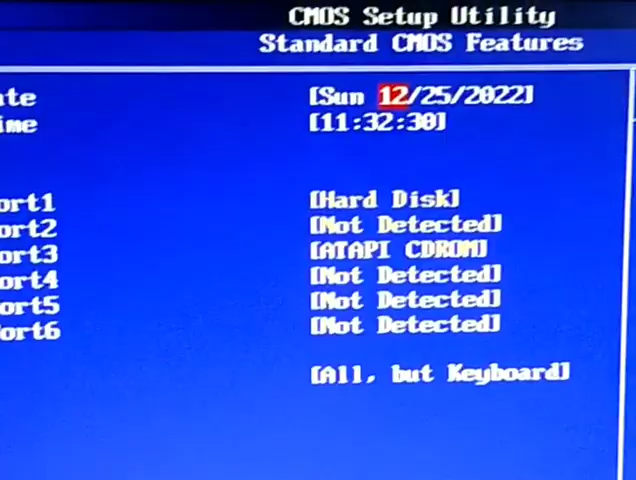 CMOS Setup Utility
Standard CMOS Features
ate [Sun 12/25/2022]
ime [11:32:30]
ort1 [Hard Disk]
ort2 [Not Detected]
ort3 [ATAPI CDROM]
ort4 [Not Detected]
ort5 [Not Detected]
ort6 [Not Detected]
[All, but Keyboard]